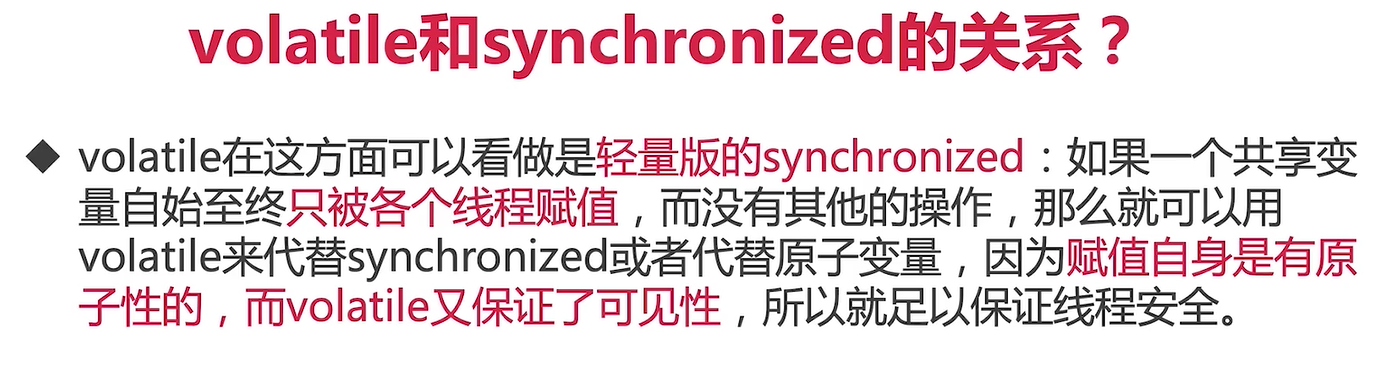 volatile和synchronized的关系？
◆ volatile在这方面可以看做是轻量版的synchronized：如果一个共享变
量自始至终只被各个线程赋值，而没有其他的操作，那么就可以用
volatile来代替synchronized或者代替原子变量，因为赋值自身是有原
子性的，而volatile又保证了可见性，所以就足以保证线程安全。